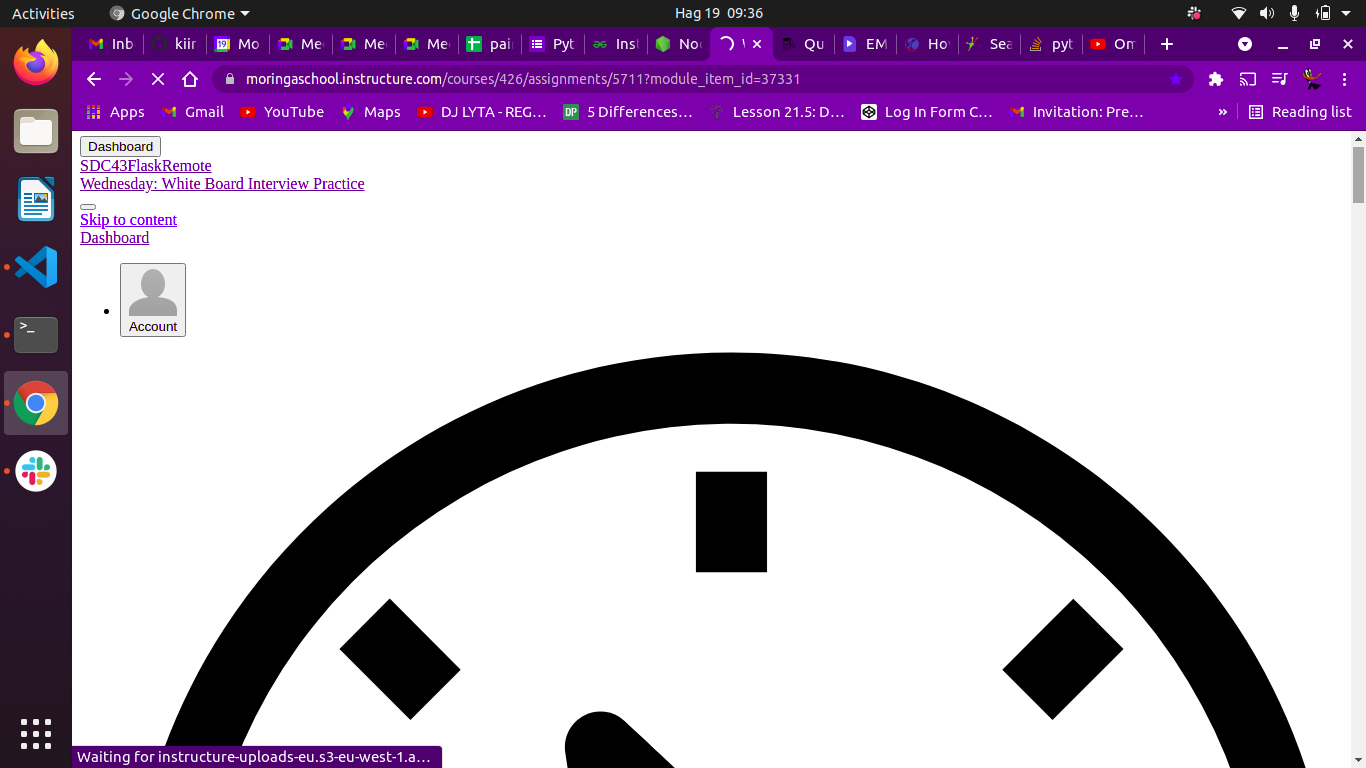 Activities
Google Chrome
Hag 19 09:36
Inb
kiir
19
Mo
Me
Me
Me
pai
Pyt
Inst
Noc
Qu
EM
Ho
Sea
pyt
On
moringaschool.instructure.com/courses/426/assignments/5711?module_item_id=37331
Apps
Gmail
YouTube
Maps
DJ LYTA - REG…
DP
5 Differences…
Lesson 21.5: D…
Log In Form C…
Invitation: Pre…
»
Reading list
Dashboard
SDC43FlaskRemote
Wednesday: White Board Interview Practice
Skip to content
Dashboard
Account
>_
Waiting for instructure-uploads-eu.s3-eu-west-1.a…